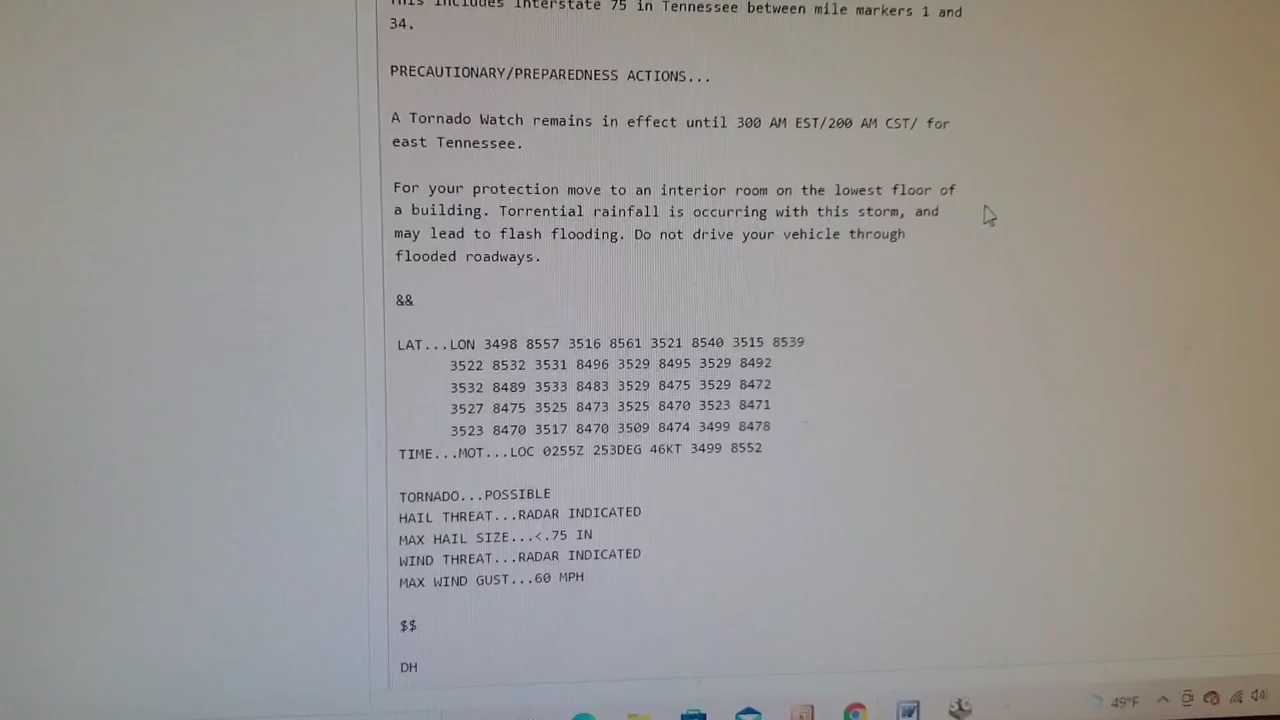 This includes Interstate 75 in Tennessee between mile markers 1 and
34.
PRECAUTIONARY/PREPAREDNESS ACTIONS...
A Tornado Watch remains in effect until 300 AM EST/200 AM CST/ for
east Tennessee.
For your protection move to an interior room on the lowest floor of
a building. Torrential rainfall is occurring with this storm, and
may lead to flash flooding. Do not drive your vehicle through
flooded roadways.
&&
LAT...LON 3498 8557 3516 8561 3521 8540 3515 8539
3522 8532 3531 8496 3529 8495 3529 8492
3532 8489 3533 8483 3529 8475 3529 8472
3527 8475 3525 8473 3525 8470 3523 8471
3523 8470 3517 8470 3509 8474 3499 8478
TIME...MOT...LOC 0255Z 253DEG 46KT 3499 8552
TORNADO...POSSIBLE
HAIL THREAT...RADAR INDICATED
MAX HAIL SIZE...<.75 IN
WIND THREAT...RADAR INDICATED
MAX WIND GUST...60 MPH
$$
DH
49°F